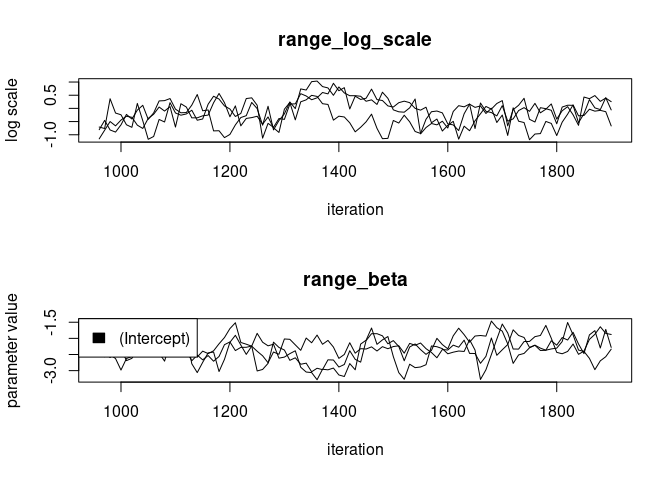 range_log_scale
log scale
0.5
-1.0
1000 1200 1400 1600 1800
iteration
range_beta
parameter value
-1.5
-3.0
(Intercept)
1000 1200 1400 1600 1800
iteration